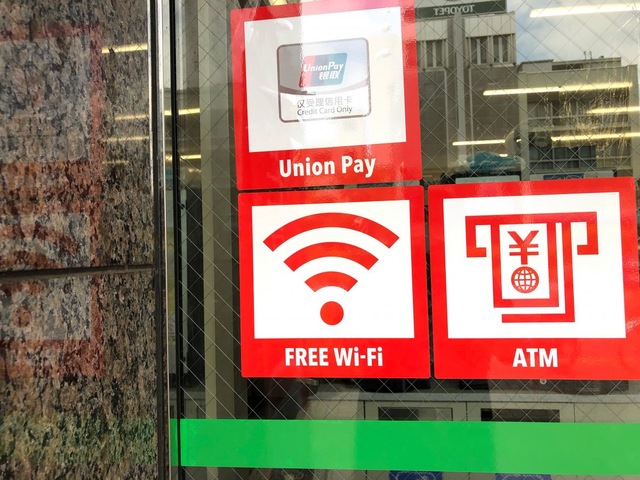 TOYOPET
UnionPay
银联
仅受理信用卡
Credit Card Only
Union Pay
¥
FREE Wi-Fi
ATM